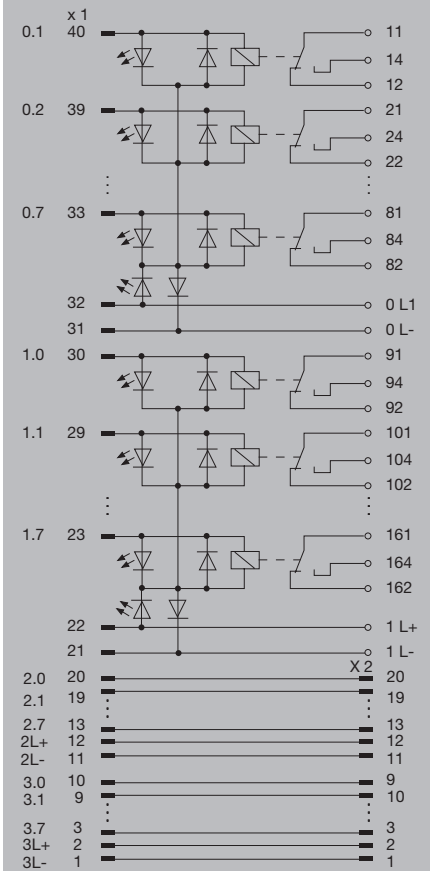 x 1
0.1 40 11
14
12
0.2 39 21
24
22
0.7 33 81
84
82
32 0 L1
31 0 L-
1.0 30 91
94
92
1.1 29 101
104
102
1.7 23 161
164
162
22 1 L+
21 1 L-
X 2
2.0 20 20
2.1 19 19
2.7 13 13
2L+ 12 12
2L- 11 11
3.0 10 9
3.1 9 10
3.7 3 3
3L+ 2 2
3L- 1 1